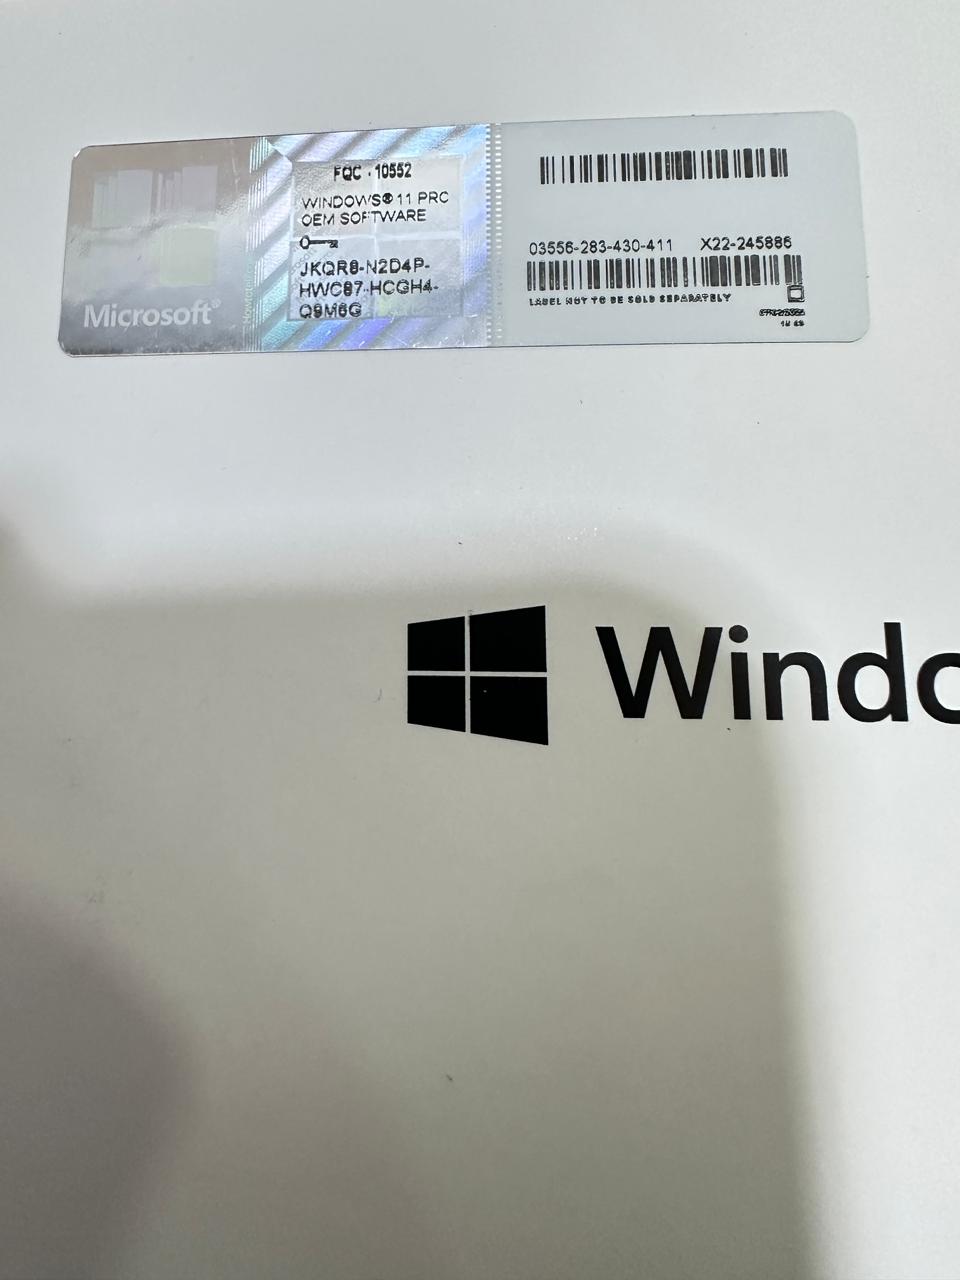 FQC - 10552
WINDOWS® 11 PRO
OEM SOFTWARE
JKQR8-N2D4P-
HWC87-HCGH4-
Q9M6G
Microsoft®
03556-283-430-411 X22-245886
LABEL NOT TO BE SOLD SEPARATELY
Windo